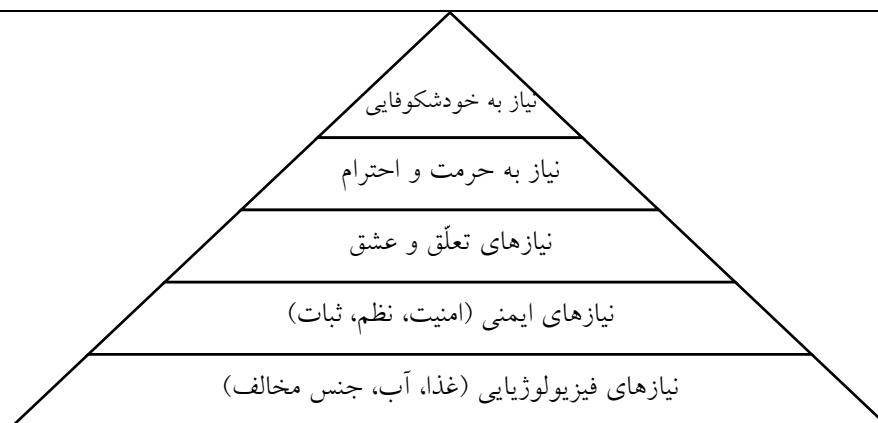 نیاز به خودشکوفایی
نیاز به حرمت و احترام
نیازهای تعلّق و عشق
نیازهای ایمنی (امنیت، نظم، ثبات)
نیازهای فیزیولوژیایی (غذا، آب، جنس مخالف)